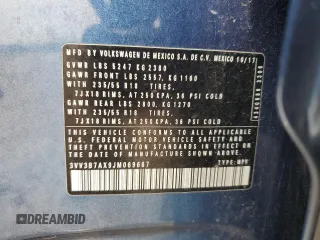 MFD BY VOLKSWAGEN DE MEXICO S.A. DE C.V. MEXICO 10/17
GVWR LBS 5247 KG 2380
GAWR FRONT LBS 2557, KG 1160
WITH 235/55 R18 TIRES,
7JX18 RIMS, AT 250 KPA, 36 PSI COLD
GAWR REAR LBS 2800, KG 1270
WITH 235/55 R18 TIRES,
7JX18 RIMS, AT 250 KPA, 36 PSI COLD
THIS VEHICLE CONFORMS TO ALL APPLICABLE
U.S. FEDERAL MOTOR VEHICLE SAFETY
AND THEFT PREVENTION STANDARDS IN EFFECT
ON THE DATE OF MANUFACTURE SHOWN ABOVE.
3VV3B7AX9JM069667 TYPE: MPV
DREAMBID